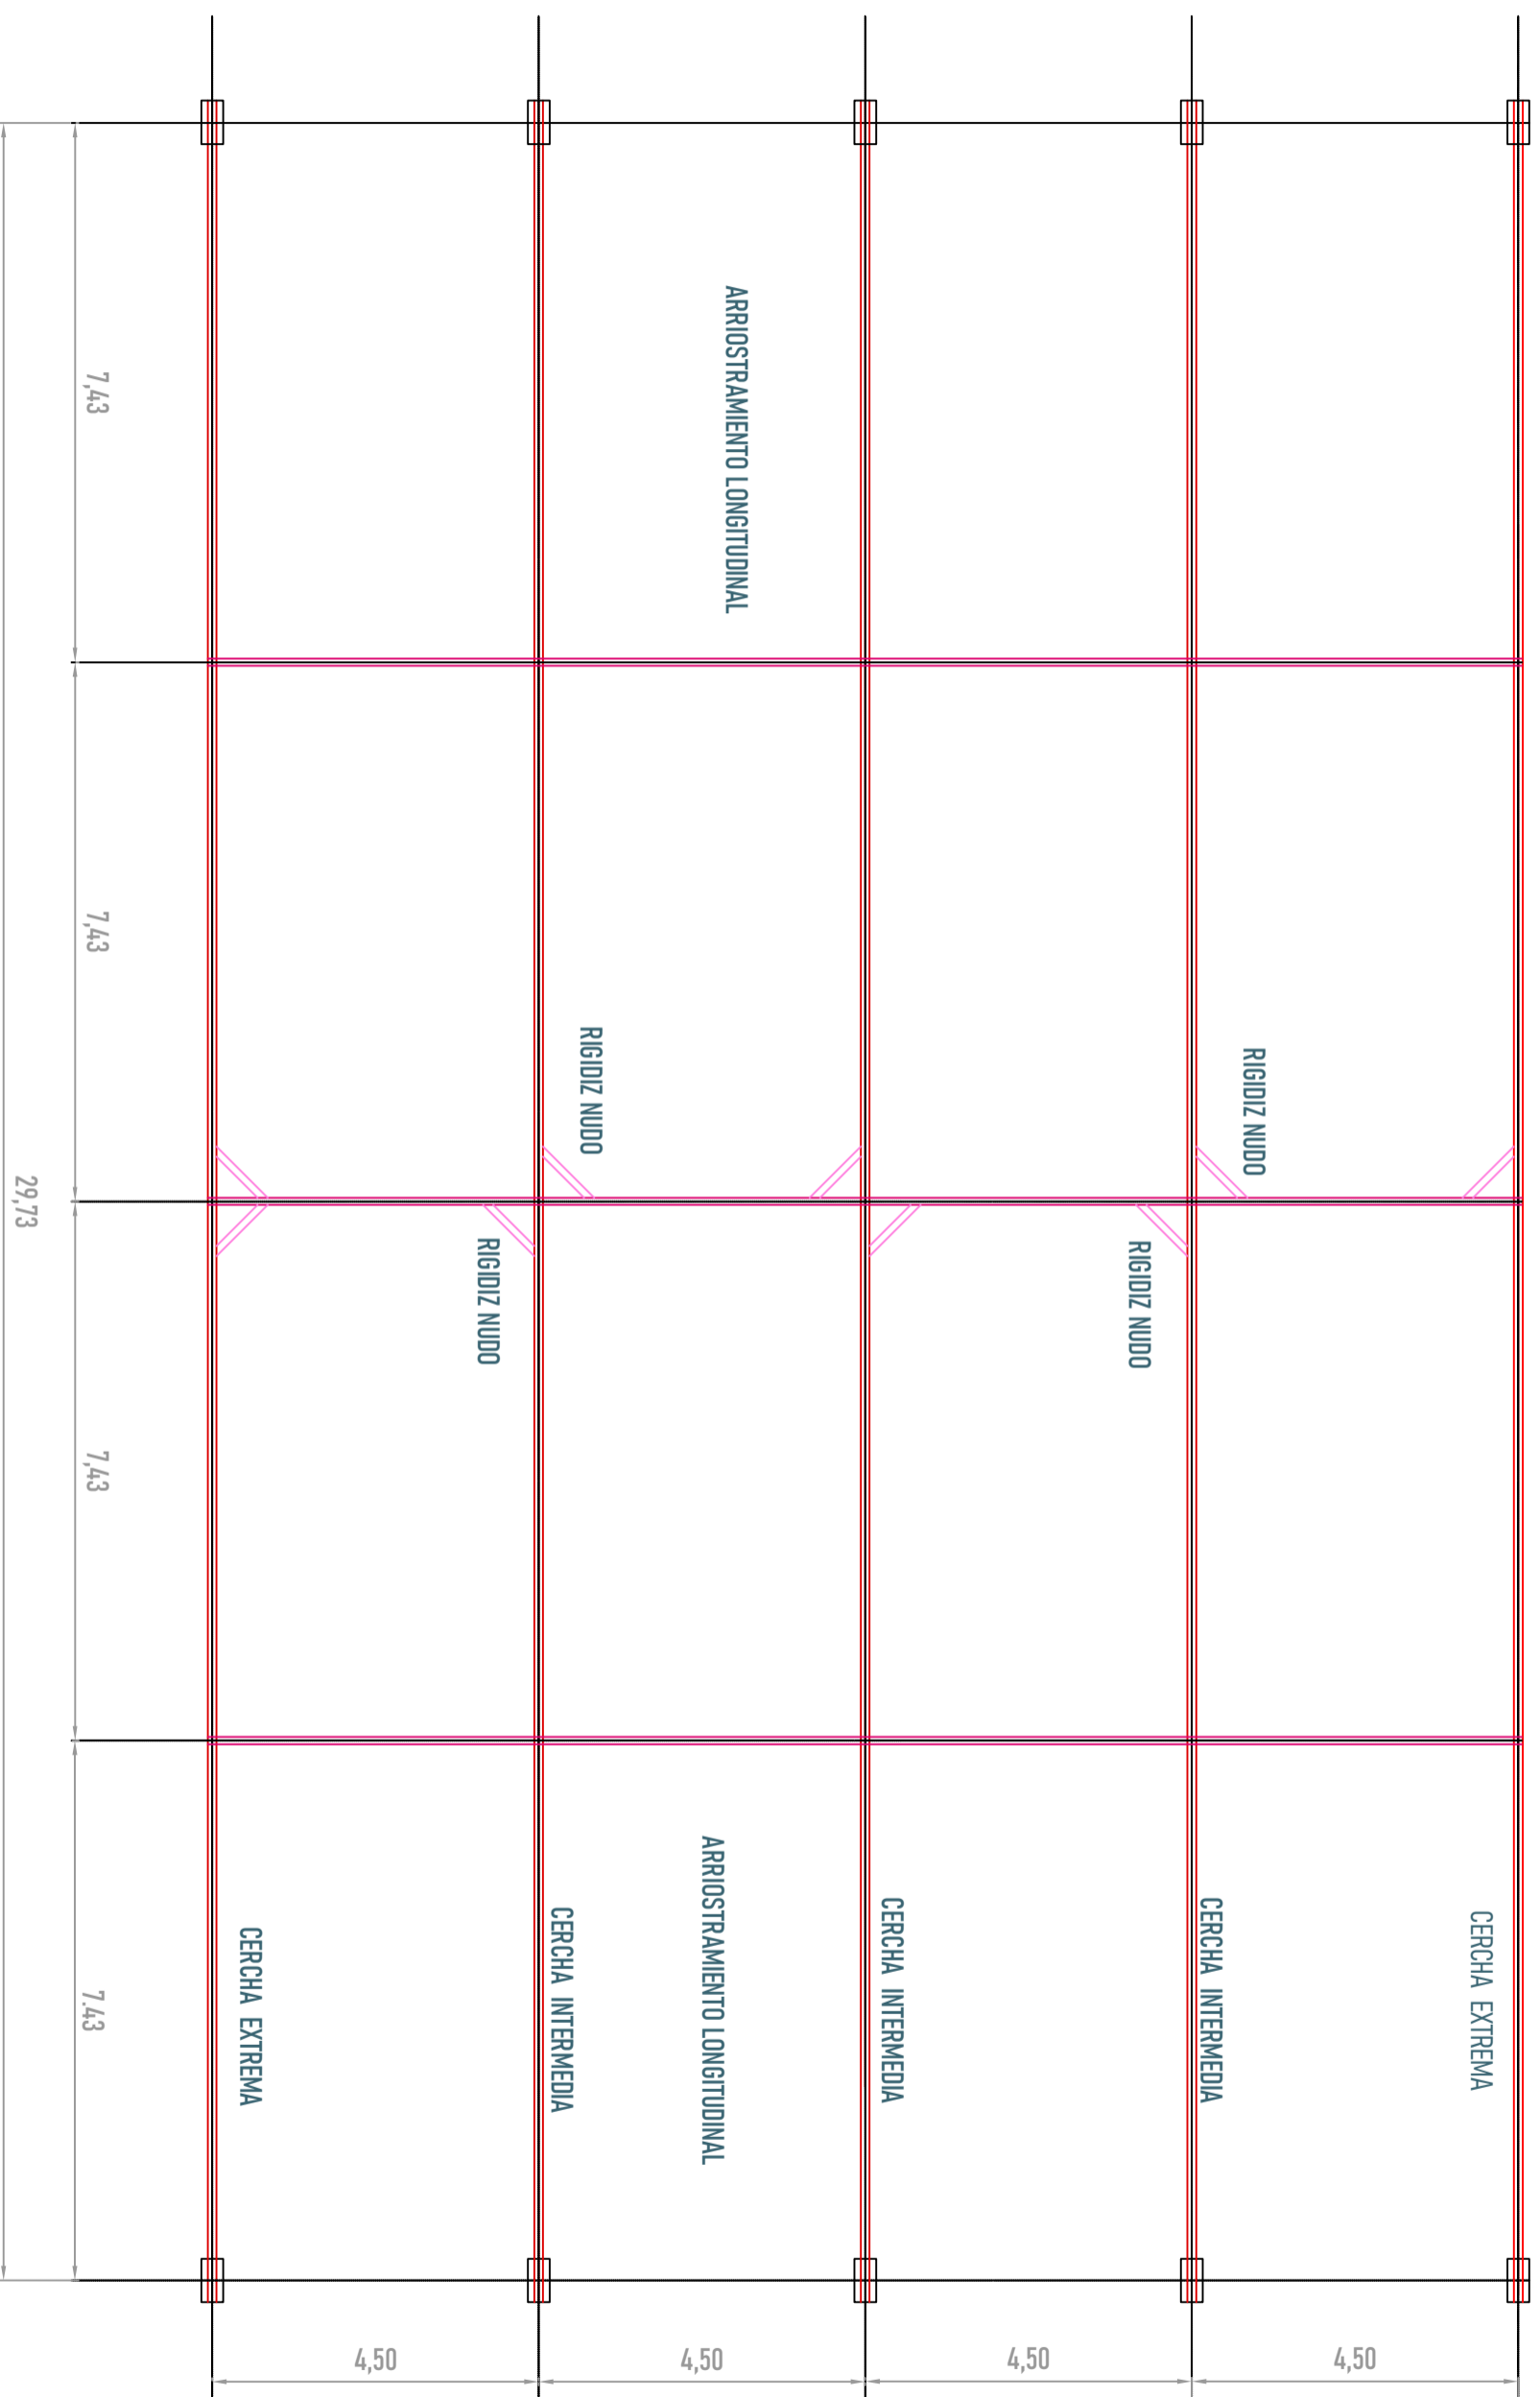 29,73
7,43
7,43
7,43
7.43
ARRIOSTRAMIENTO LONGITUDINAL
RIGIDIZ NUDO
RIGIDIZ NUDO
RIGIDIZ NUDO
RIGIDIZ NUDO
CERCHA EXTREMA
CERCHA INTERMEDIA
ARRIOSTRAMIENTO LONGITUDINAL
CERCHA INTERMEDIA
CERCHA INTERMEDIA
CERCHA EXTREMA
4,50
4,50
4,50
4,50